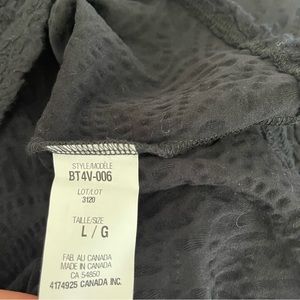 STYLE/MODÈLE
BT4V-006
LOT/LOT
3120
TAILLE/SIZE
L / G
FAB. AU CANADA
MADE IN CANADA
CA 54850
4174925 CANADA INC.